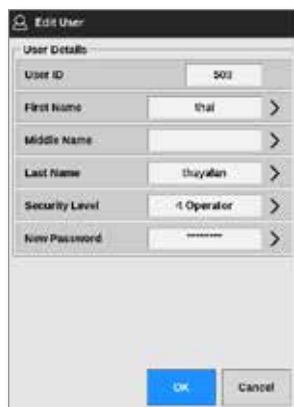 Edit User
User Details
User ID 503
First Name thai
Middle Name
Last Name thayalan
Security Level 4 Operator
New Password ********
OK Cancel